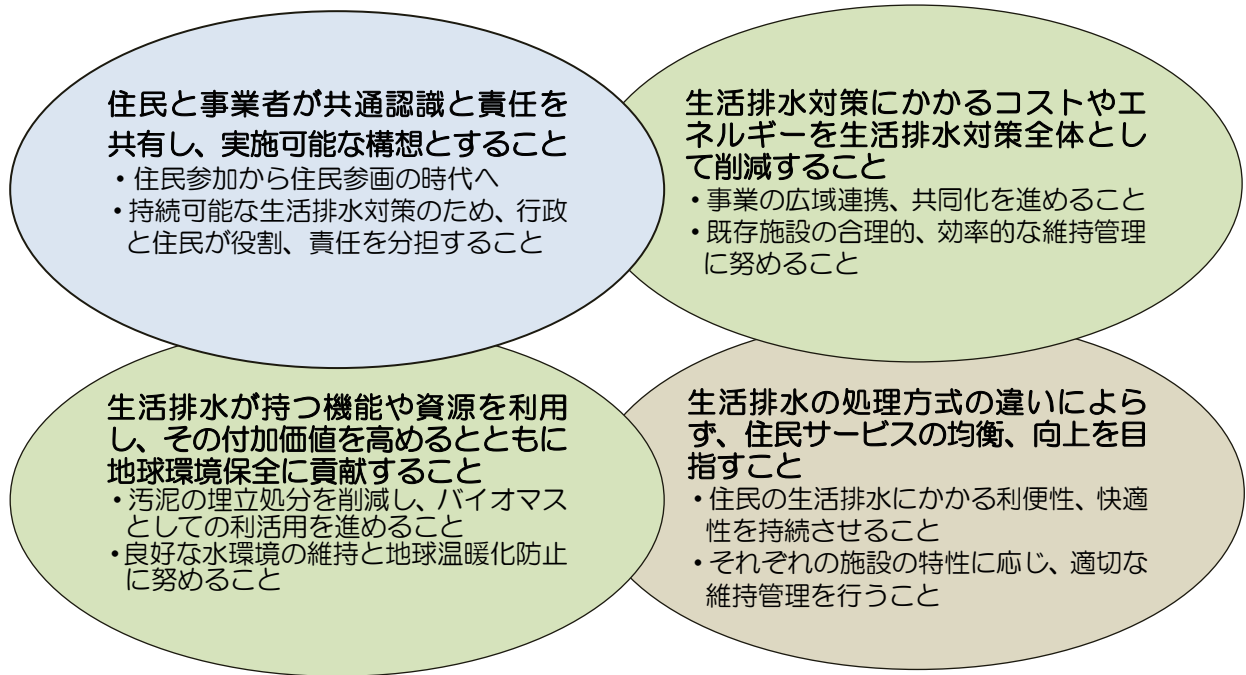 住民と事業者が共通認識と責任を
共有し、実施可能な構想とすること
・住民参加から住民参画の時代へ
・持続可能な生活排水対策のため、行政
と住民が役割、責任を分担すること
生活排水対策にかかるコストやエ
ネルギーを生活排水対策全体とし
て削減すること
・事業の広域連携、共同化を進めること
・既存施設の合理的、効率的な維持管理
に努めること
生活排水が持つ機能や資源を利用
し、その付加価値を高めるとともに
地球環境保全に貢献すること
・汚泥の埋立処分を削減し、バイオマス
としての利活用を進めること
・良好な水環境の維持と地球温暖化防止
に努めること
生活排水の処理方式の違いによら
ず、住民サービスの均衡、向上を目
指すこと
・住民の生活排水にかかる利便性、快適
性を持続させること
・それぞれの施設の特性に応じ、適切な
維持管理を行うこと